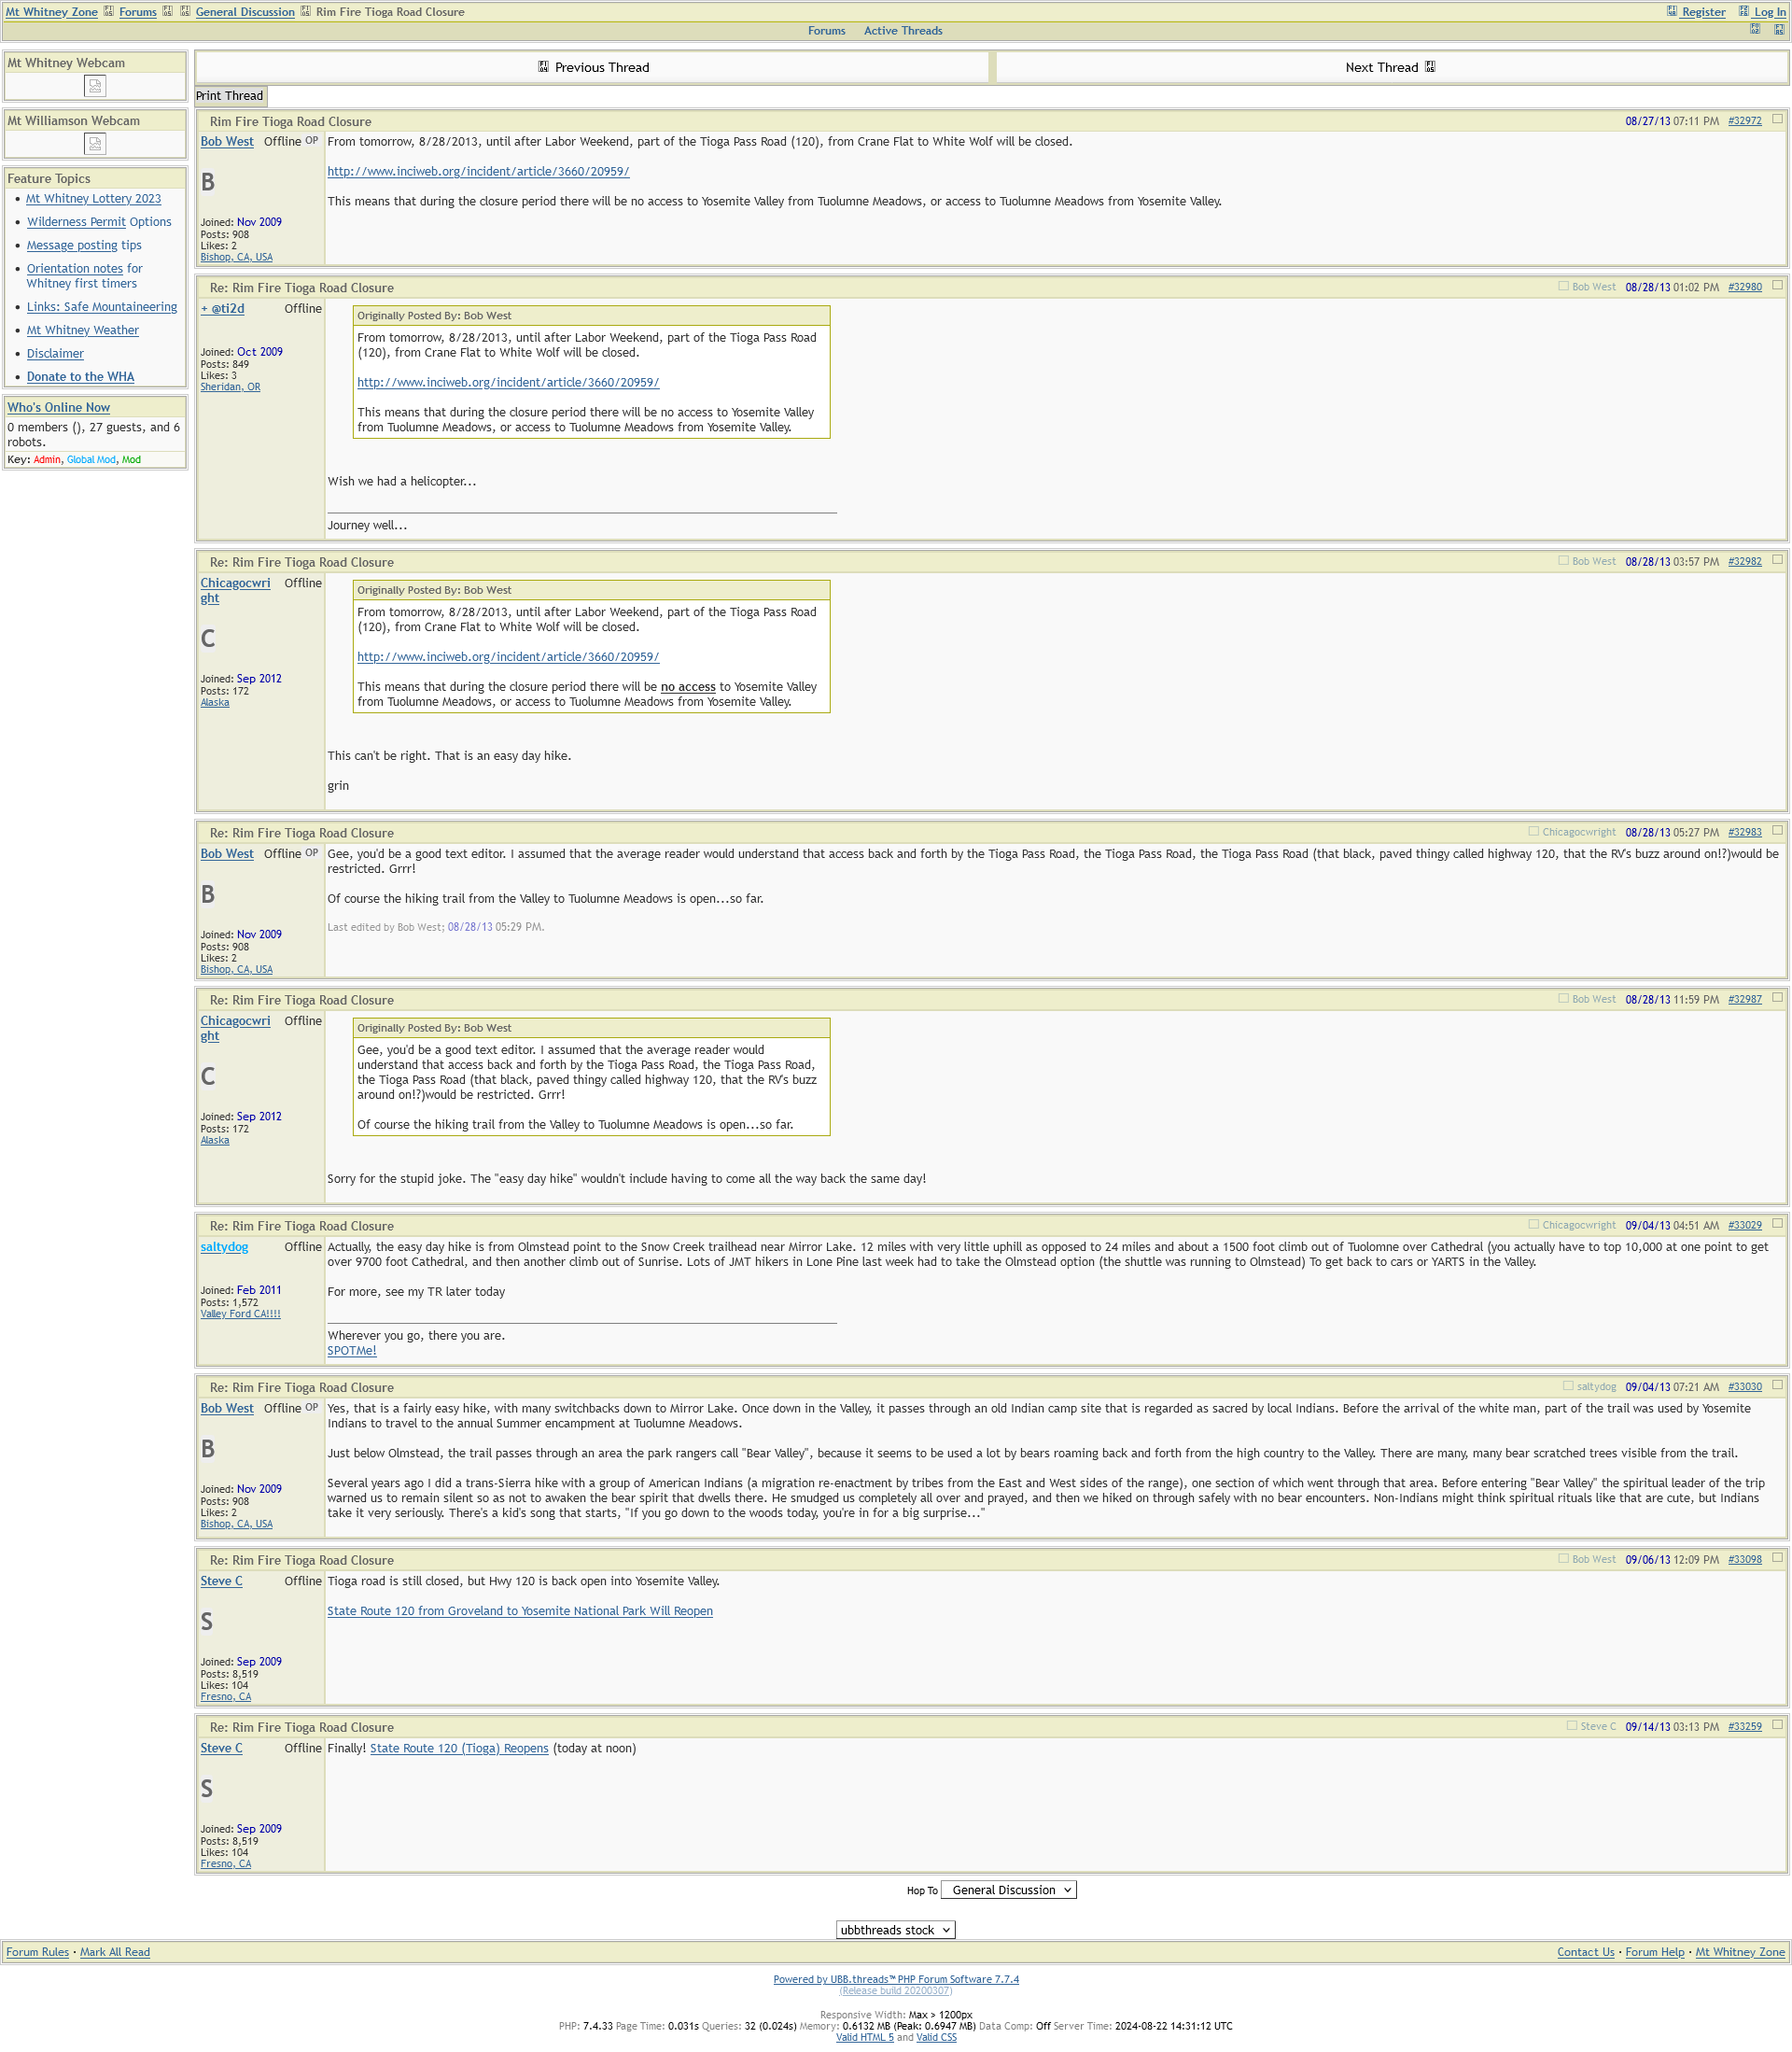 Mt Whitney Zone Forums General Discussion Rim Fire Tioga Road Closure
Register Log In
Forums Active Threads
Mt Whitney Webcam
Mt Williamson Webcam
Feature Topics
Mt Whitney Lottery 2023
Wilderness Permit Options
Message posting tips
Orientation notes for
Whitney first timers
Links: Safe Mountaineering
Mt Whitney Weather
Disclaimer
Donate to the WHA
Who's Online Now
0 members (), 27 guests, and 6
robots.
Key: Admin, Global Mod, Mod
Previous Thread
Next Thread
Print Thread
Rim Fire Tioga Road Closure
08/27/13 07:11 PM #32972
Bob West Offline OP
B
Joined: Nov 2009
Posts: 908
Likes: 2
Bishop, CA, USA
From tomorrow, 8/28/2013, until after Labor Weekend, part of the Tioga Pass Road (120), from Crane Flat to White Wolf will be closed.
http://www.inciweb.org/incident/article/3660/20959/
This means that during the closure period there will be no access to Yosemite Valley from Tuolumne Meadows, or access to Tuolumne Meadows from Yosemite Valley.
Re: Rim Fire Tioga Road Closure
Bob West 08/28/13 01:02 PM #32980
+ @ti2d Offline
Joined: Oct 2009
Posts: 849
Likes: 3
Sheridan, OR
Originally Posted By: Bob West
From tomorrow, 8/28/2013, until after Labor Weekend, part of the Tioga Pass Road
(120), from Crane Flat to White Wolf will be closed.
http://www.inciweb.org/incident/article/3660/20959/
This means that during the closure period there will be no access to Yosemite Valley
from Tuolumne Meadows, or access to Tuolumne Meadows from Yosemite Valley.
Wish we had a helicopter...
Journey well...
Re: Rim Fire Tioga Road Closure
Bob West 08/28/13 03:57 PM #32982
Chicagocwri Offline
ght
C
Joined: Sep 2012
Posts: 172
Alaska
Originally Posted By: Bob West
From tomorrow, 8/28/2013, until after Labor Weekend, part of the Tioga Pass Road
(120), from Crane Flat to White Wolf will be closed.
http://www.inciweb.org/incident/article/3660/20959/
This means that during the closure period there will be no access to Yosemite Valley
from Tuolumne Meadows, or access to Tuolumne Meadows from Yosemite Valley.
This can't be right. That is an easy day hike.
grin
Re: Rim Fire Tioga Road Closure
Chicagocwright 08/28/13 05:27 PM #32983
Bob West Offline OP
B
Joined: Nov 2009
Posts: 908
Likes: 2
Bishop, CA, USA
Gee, you'd be a good text editor. I assumed that the average reader would understand that access back and forth by the Tioga Pass Road, the Tioga Pass Road, the Tioga Pass Road (that black, paved thingy called highway 120, that the RV's buzz around on!?)would be
restricted. Grrr!
Of course the hiking trail from the Valley to Tuolumne Meadows is open...so far.
Last edited by Bob West; 08/28/13 05:29 PM.
Re: Rim Fire Tioga Road Closure
Bob West 08/28/13 11:59 PM #32987
Chicagocwri Offline
ght
C
Joined: Sep 2012
Posts: 172
Alaska
Originally Posted By: Bob West
Gee, you'd be a good text editor. I assumed that the average reader would
understand that access back and forth by the Tioga Pass Road, the Tioga Pass Road,
the Tioga Pass Road (that black, paved thingy called highway 120, that the RV's buzz
around on!?)would be restricted. Grrr!
Of course the hiking trail from the Valley to Tuolumne Meadows is open...so far.
Sorry for the stupid joke. The "easy day hike" wouldn't include having to come all the way back the same day!
Re: Rim Fire Tioga Road Closure
Chicagocwright 09/04/13 04:51 AM #33029
saltydog Offline
Joined: Feb 2011
Posts: 1,572
Valley Ford CA!!!!
Actually, the easy day hike is from Olmstead point to the Snow Creek trailhead near Mirror Lake. 12 miles with very little uphill as opposed to 24 miles and about a 1500 foot climb out of Tuolomne over Cathedral (you actually have to top 10,000 at one point to get
over 9700 foot Cathedral, and then another climb out of Sunrise. Lots of JMT hikers in Lone Pine last week had to take the Olmstead option (the shuttle was running to Olmstead) To get back to cars or YARTS in the Valley.
For more, see my TR later today
Wherever you go, there you are.
SPOTMe!
Re: Rim Fire Tioga Road Closure
saltydog 09/04/13 07:21 AM #33030
Bob West Offline OP
B
Joined: Nov 2009
Posts: 908
Likes: 2
Bishop, CA, USA
Yes, that is a fairly easy hike, with many switchbacks down to Mirror Lake. Once down in the Valley, it passes through an old Indian camp site that is regarded as sacred by local Indians. Before the arrival of the white man, part of the trail was used by Yosemite
Indians to travel to the annual Summer encampment at Tuolumne Meadows.
Just below Olmstead, the trail passes through an area the park rangers call "Bear Valley", because it seems to be used a lot by bears roaming back and forth from the high country to the Valley. There are many, many bear scratched trees visible from the trail.
Several years ago I did a trans-Sierra hike with a group of American Indians (a migration re-enactment by tribes from the East and West sides of the range), one section of which went through that area. Before entering "Bear Valley" the spiritual leader of the trip
warned us to remain silent so as not to awaken the bear spirit that dwells there. He smudged us completely all over and prayed, and then we hiked on through safely with no bear encounters. Non-Indians might think spiritual rituals like that are cute, but Indians
take it very seriously. There's a kid's song that starts, "If you go down to the woods today, you're in for a big surprise..."
Re: Rim Fire Tioga Road Closure
Bob West 09/06/13 12:09 PM #33098
Steve C Offline
S
Joined: Sep 2009
Posts: 8,519
Likes: 104
Fresno, CA
Tioga road is still closed, but Hwy 120 is back open into Yosemite Valley.
State Route 120 from Groveland to Yosemite National Park Will Reopen
Re: Rim Fire Tioga Road Closure
Steve C 09/14/13 03:13 PM #33259
Steve C Offline
S
Joined: Sep 2009
Posts: 8,519
Likes: 104
Fresno, CA
Finally! State Route 120 (Tioga) Reopens (today at noon)
Hop To General Discussion
ubbthreads stock
Forum Rules · Mark All Read
Contact Us · Forum Help · Mt Whitney Zone
Powered by UBB.threads™ PHP Forum Software 7.7.4
(Release build 20200307)
Responsive Width: Max > 1200px
PHP: 7.4.33 Page Time: 0.031s Queries: 32 (0.024s) Memory: 0.6132 MB (Peak: 0.6947 MB) Data Comp: Off Server Time: 2024-08-22 14:31:12 UTC
Valid HTML 5 and Valid CSS